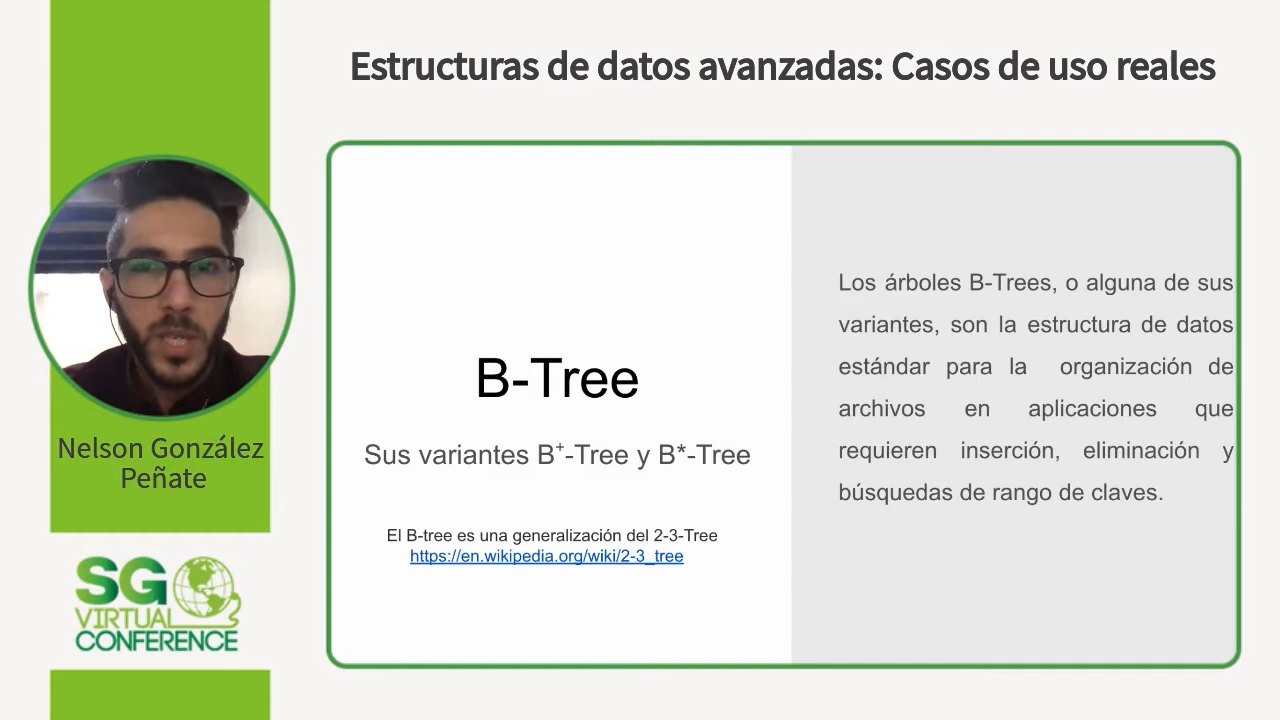 Estructuras de datos avanzadas: Casos de uso reales
Nelson González
Peñate
SG
VIRTUAL
CONFERENCE
B-Tree
Sus variantes B⁺-Tree y B*-Tree
El B-tree es una generalización del 2-3-Tree
https://en.wikipedia.org/wiki/2-3_tree
Los árboles B-Trees, o alguna de sus
variantes, son la estructura de datos
estándar para la organización de
archivos en aplicaciones que
requieren inserción, eliminación y
búsquedas de rango de claves.